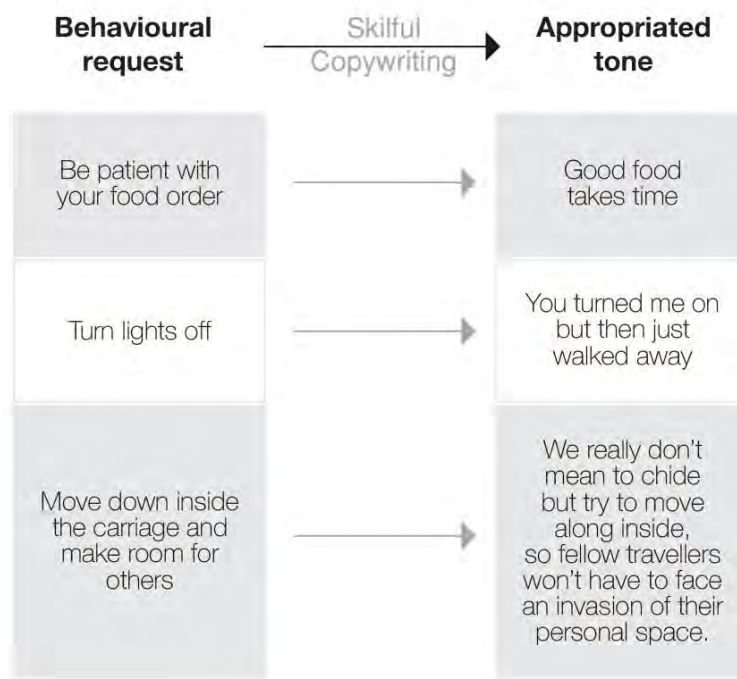 Behavioural
request
Skilful
Copywriting
Appropriated
tone
Be patient with
your food order
Good food
takes time
Turn lights off
You turned me on
but then just
walked away
Move down inside
the carriage and
make room for
others
We really don't
mean to chide
but try to move
along inside,
so fellow travellers
won't have to face
an invasion of their
personal space.